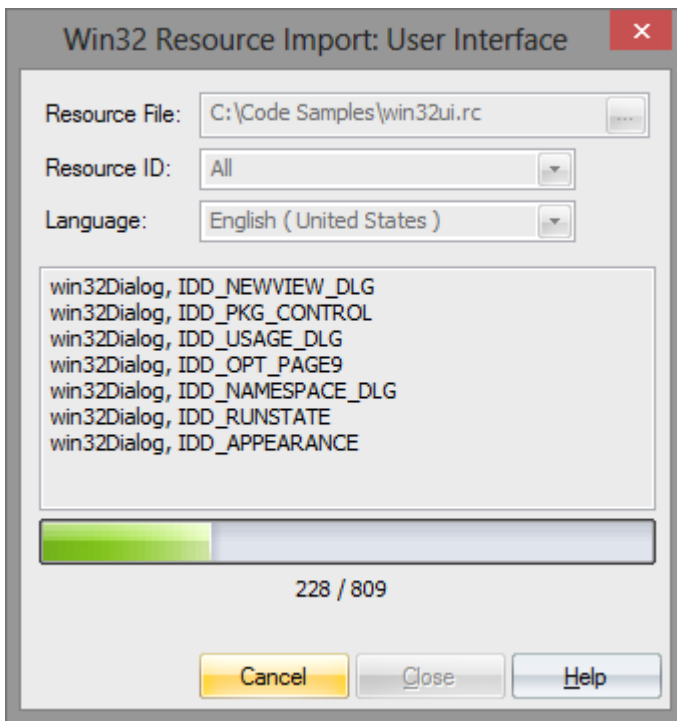 Win32 Resource Import: User Interface
Resource File: C:\Code Samples\win32ui.rc ...
Resource ID: All
Language: English ( United States )
win32Dialog, IDD_NEWVIEW_DLG
win32Dialog, IDD_PKG_CONTROL
win32Dialog, IDD_USAGE_DLG
win32Dialog, IDD_OPT_PAGE9
win32Dialog, IDD_NAMESPACE_DLG
win32Dialog, IDD_RUNSTATE
win32Dialog, IDD_APPEARANCE
228 / 809
Cancel Close Help